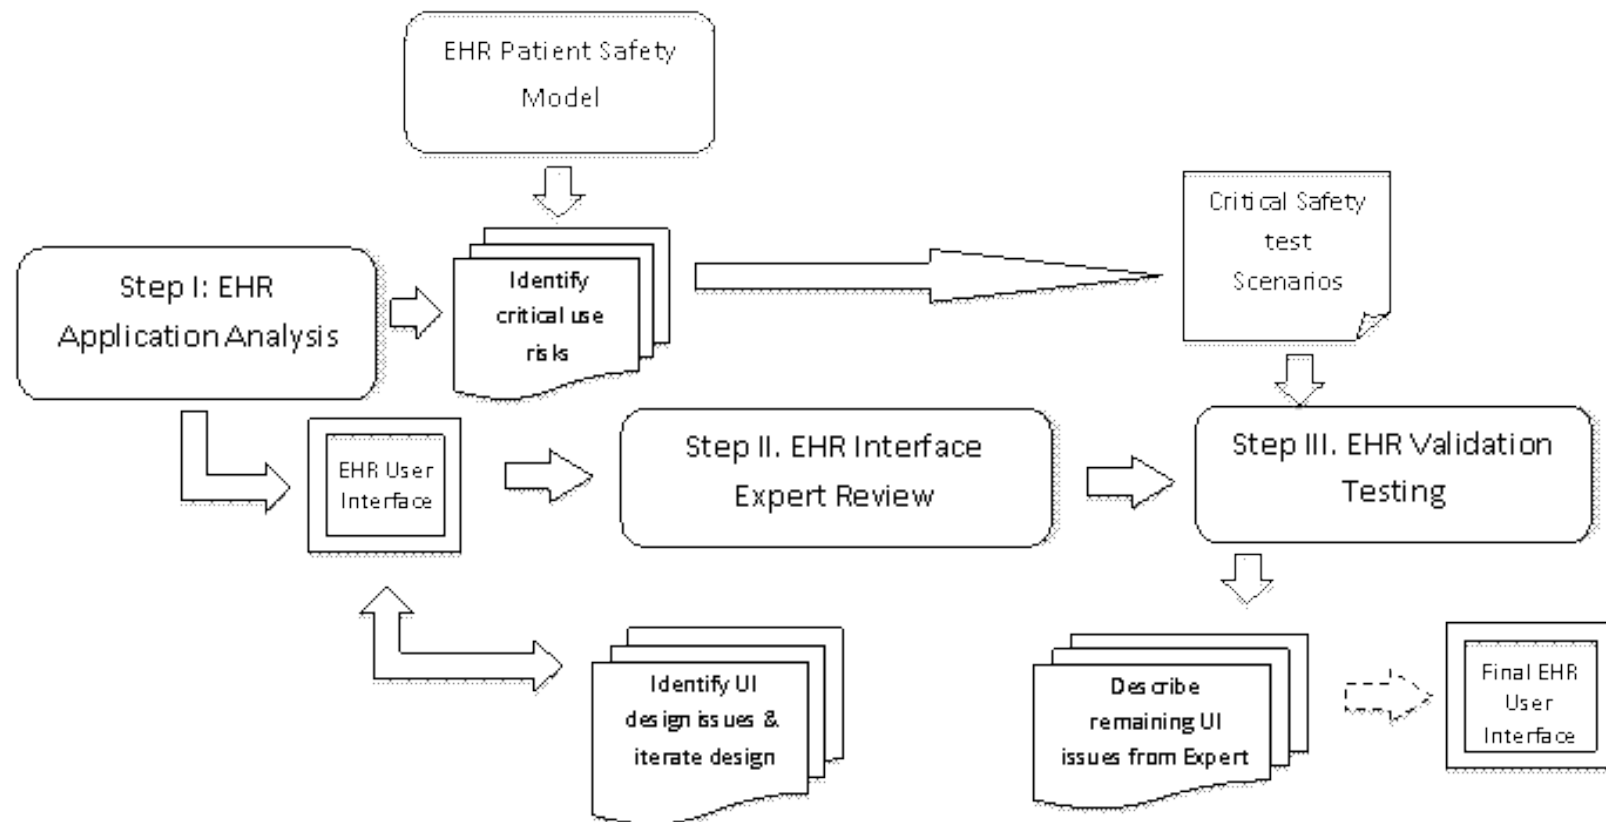 EHR Patient Safety
Model
Critical Safety
test
Scenarios
Step I: EHR
Application Analysis
Identify
critical use
risks
EHR User
Interface
Step II. EHR Interface
Expert Review
Step III. EHR Validation
Testing
Identify UI
design issues &
iterate design
Describe
remaining UI
issues from Expert
Final EHR
User
Interface